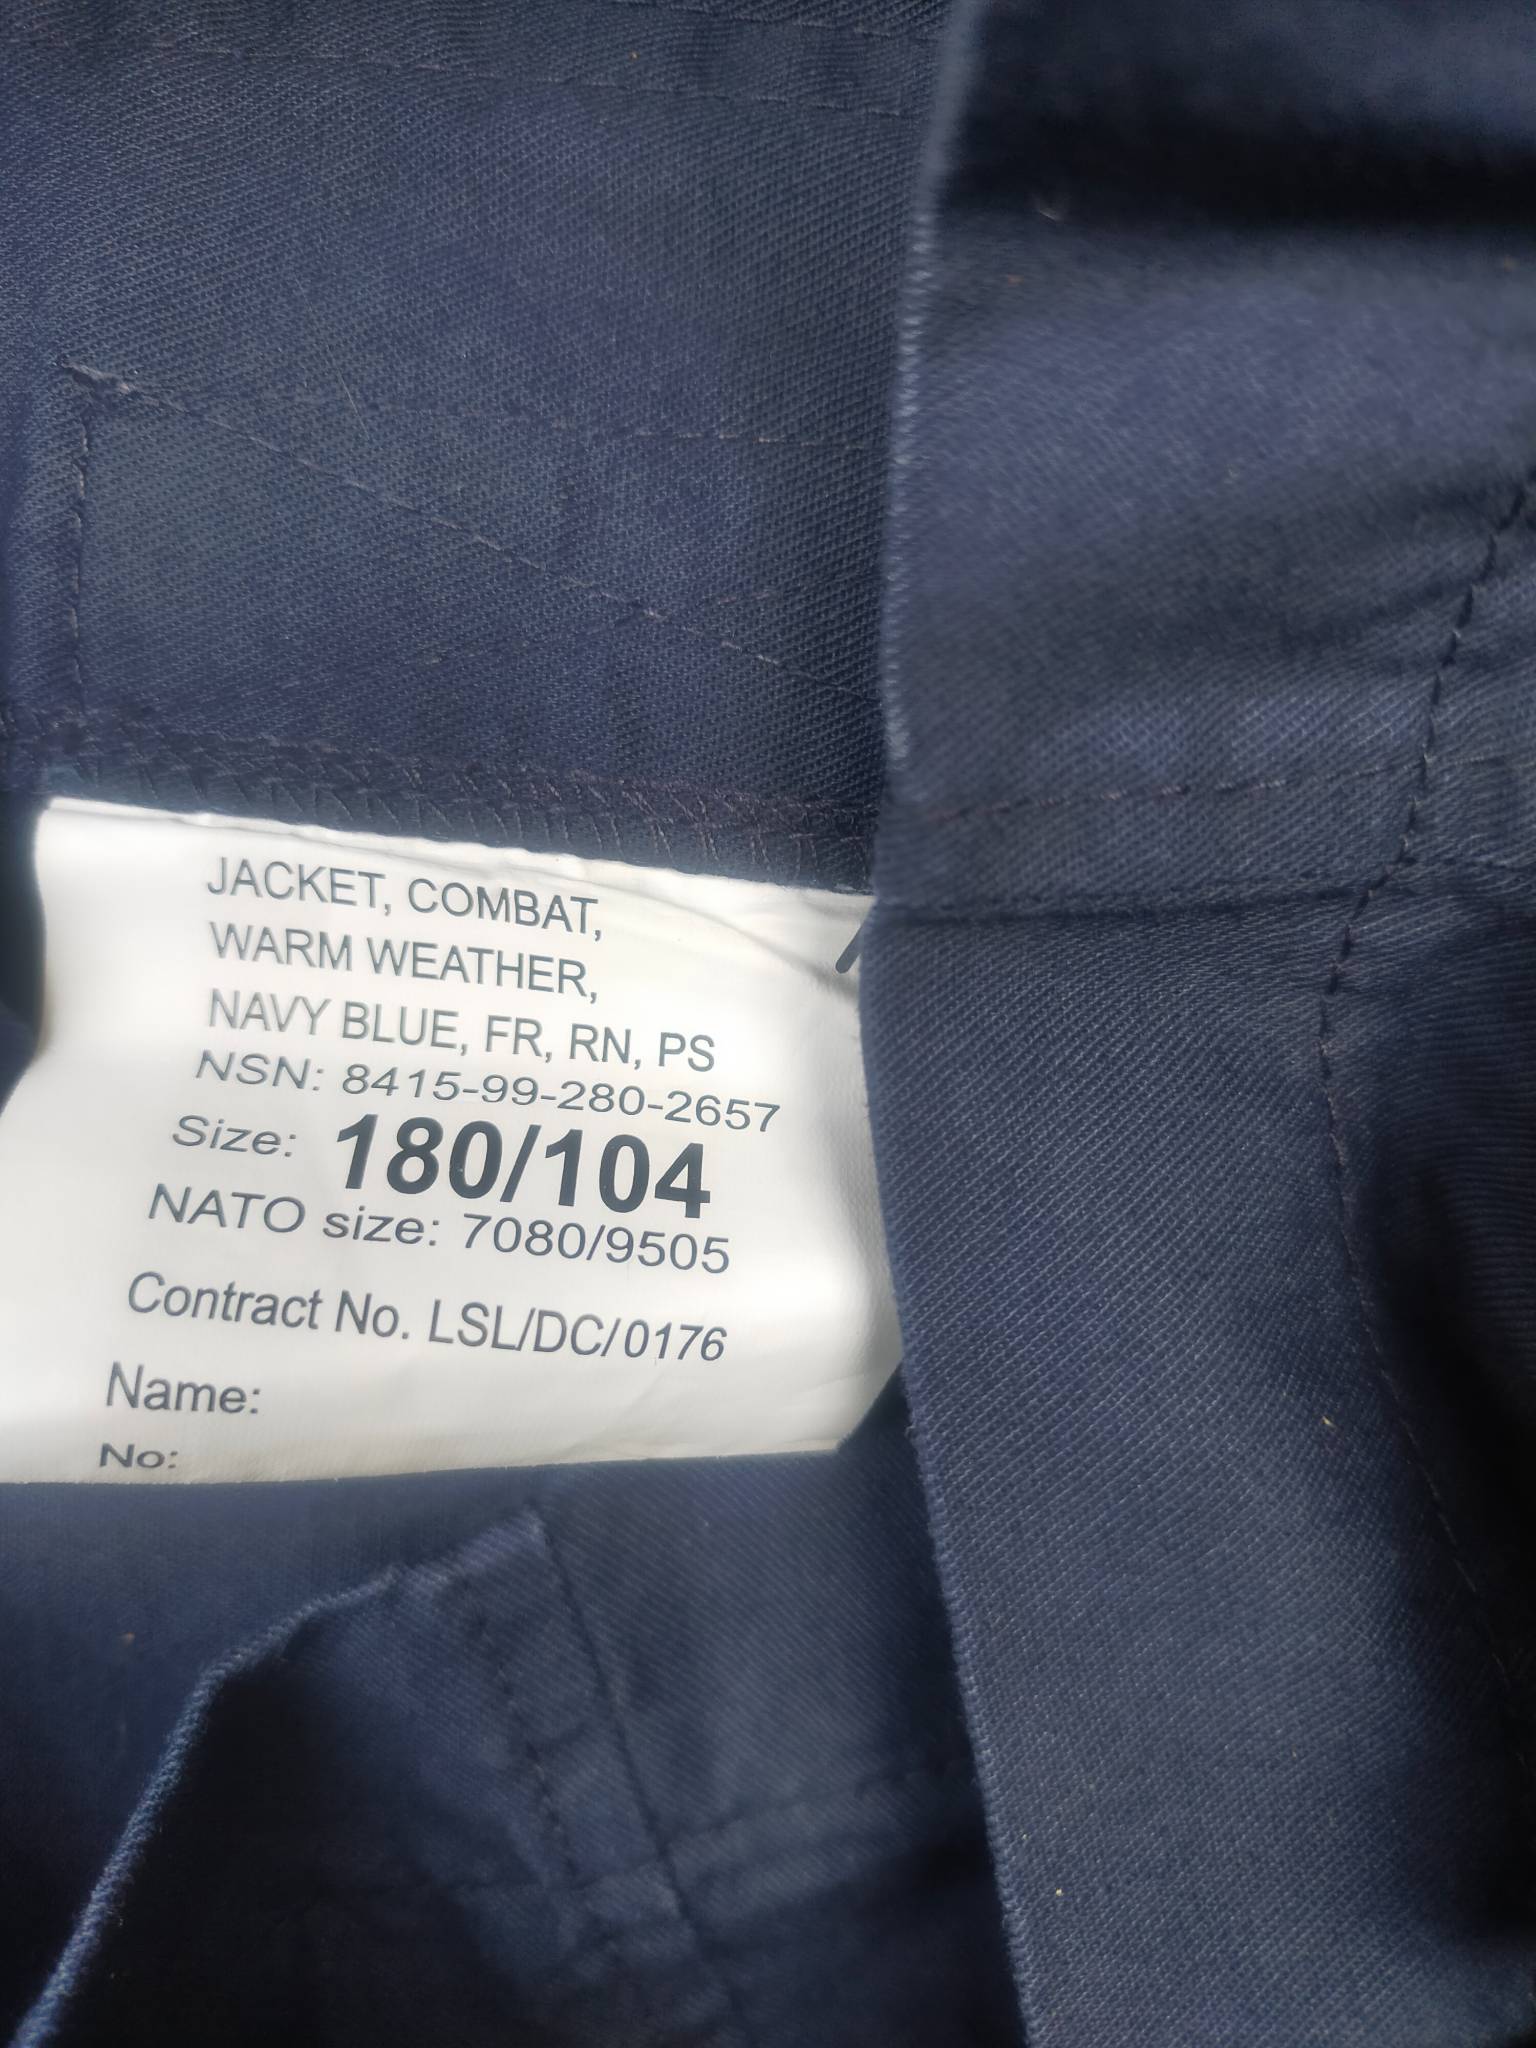 JACKET, COMBAT,
WARM WEATHER,
NAVY BLUE, FR, RN, PS
NSN: 8415-99-280-2657
Size: 180/104
NATO size: 7080/9505
Contract No. LSL/DC/0176
Name:
No: